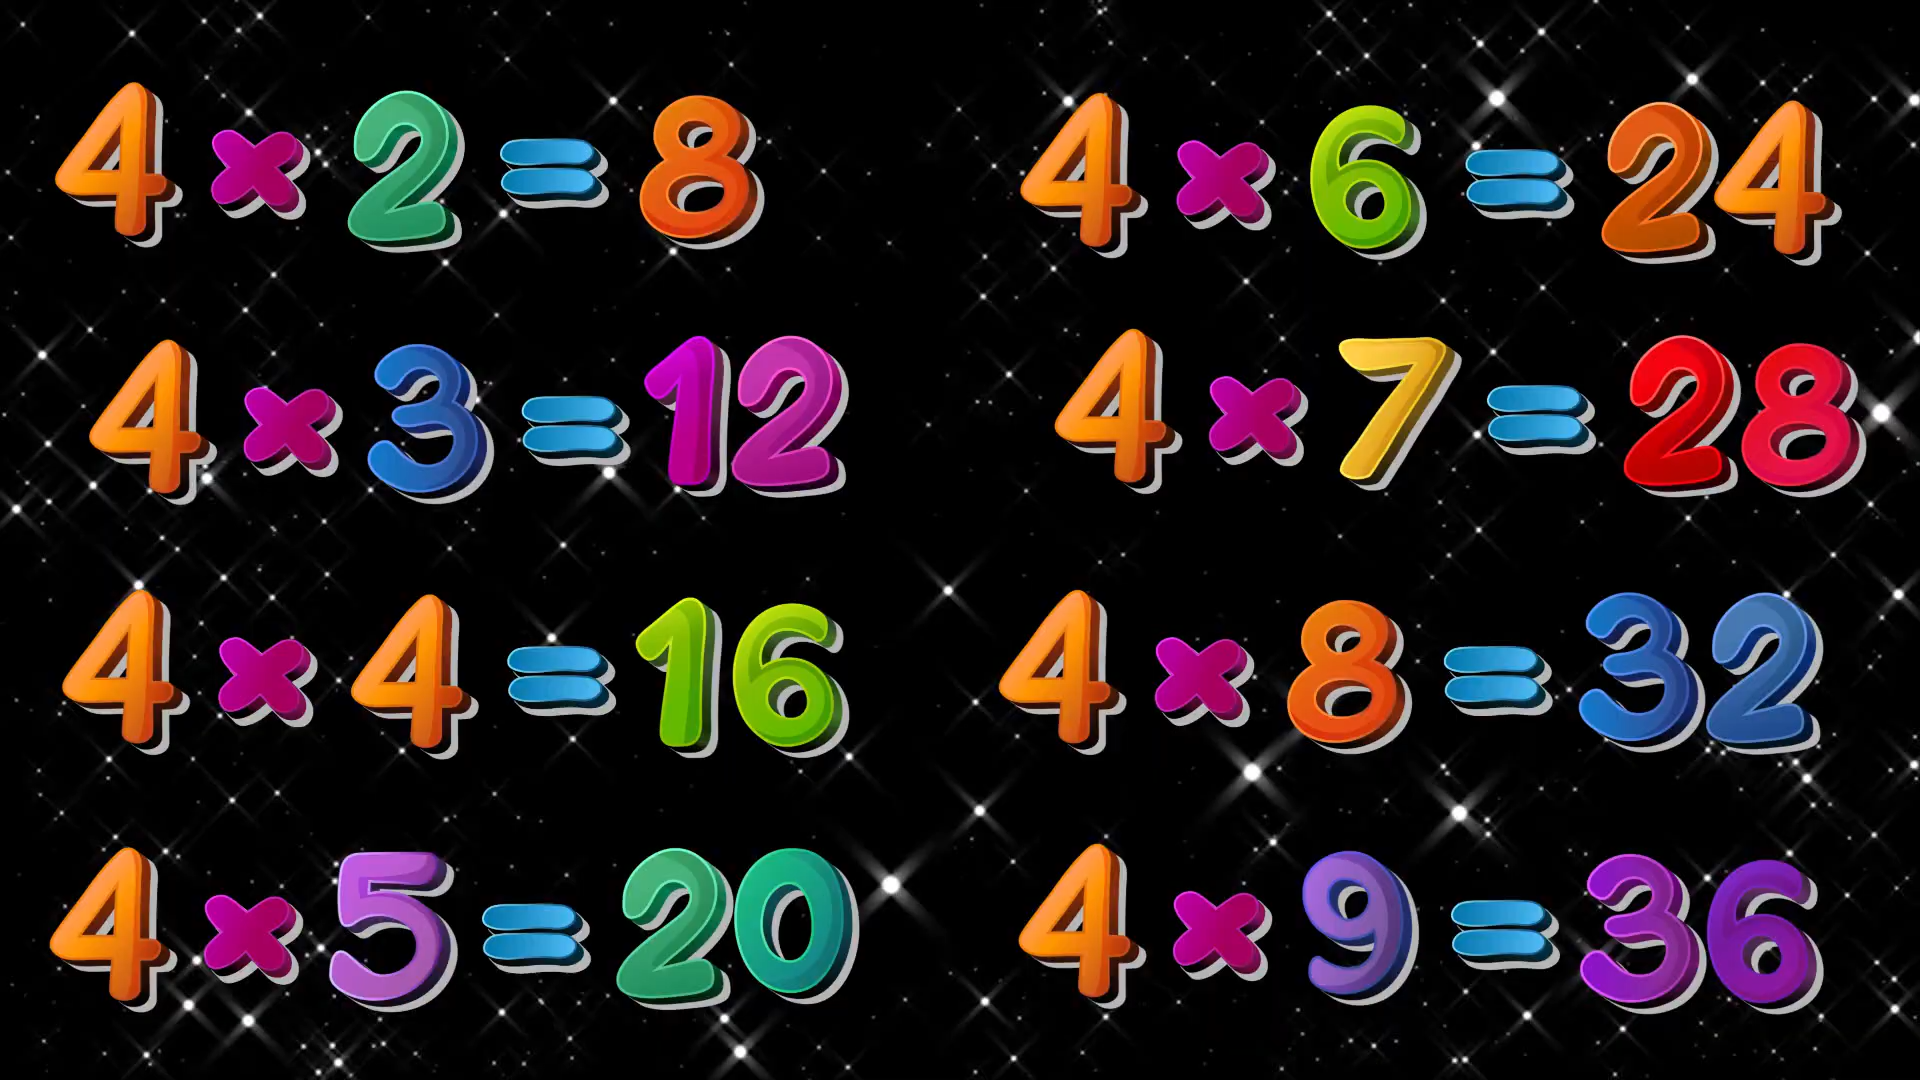 4 × 2 = 8
4 × 3 = 12
4 × 4 = 16
4 × 5 = 20
4 × 6 = 24
4 × 7 = 28
4 × 8 = 32
4 × 9 = 36